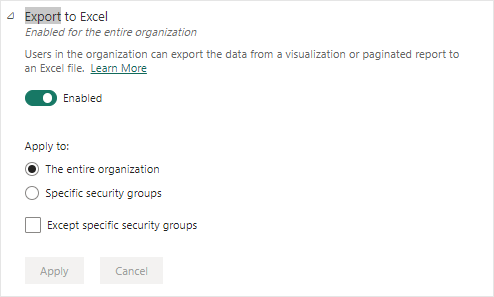 Export to Excel
Enabled for the entire organization
Users in the organization can export the data from a visualization or paginated report to
an Excel file. Learn More
Enabled
Apply to:
The entire organization
Specific security groups
Except specific security groups
Apply Cancel